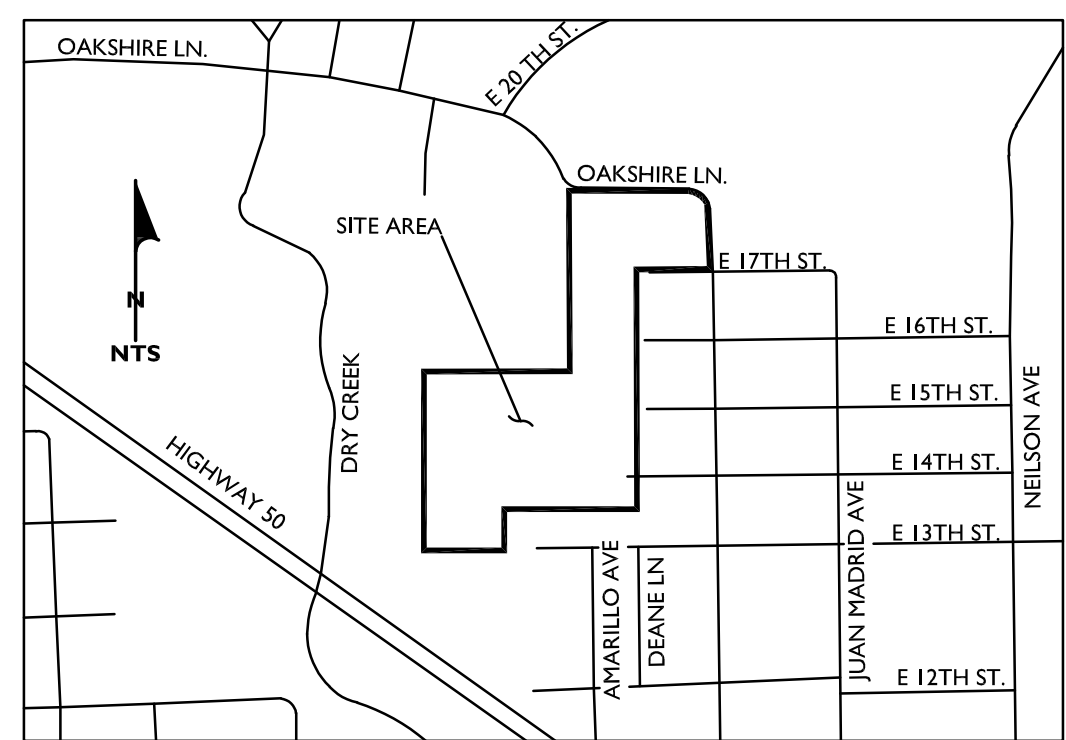 OAKSHIRE LN.
E 20 TH ST.
OAKSHIRE LN.
SITE AREA
E 17TH ST.
N
NTS
E 16TH ST.
DRY CREEK
E 15TH ST.
NEILSON AVE
HIGHWAY 50
E 14TH ST.
JUAN MADRID AVE
E 13TH ST.
AMARILLO AVE
DEANE LN
E 12TH ST.